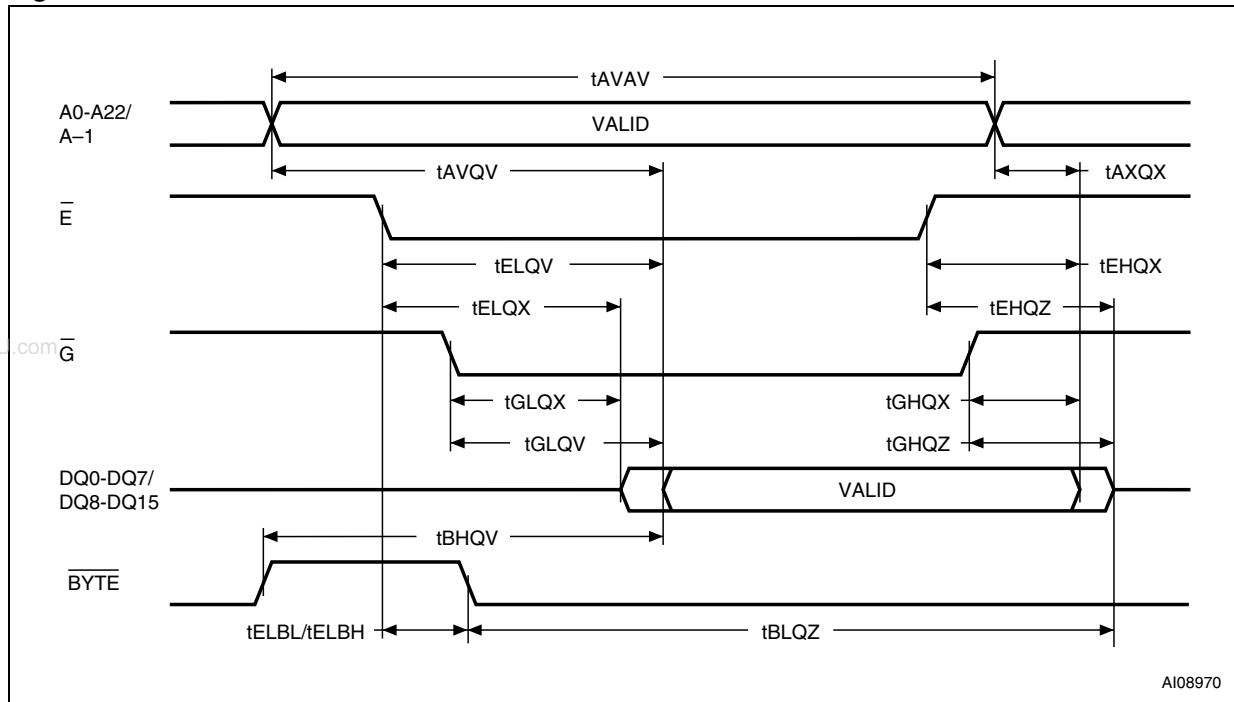 tAVAV
A0-A22/
A–1
VALID
tAVQV
tAXQX
E
tELQV
tEHQX
tELQX
tEHQZ
J.com
G
tGLQX
tGHQX
tGLQV
tGHQZ
DQ0-DQ7/
DQ8-DQ15
VALID
tBHQV
BYTE
tELBL/tELBH
tBLQZ
AI08970